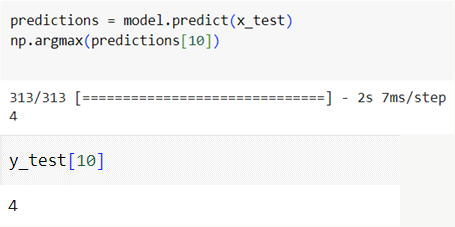 predictions = model.predict(x_test)
np.argmax(predictions[10])
313/313 [==============================] - 2s 7ms/step
4
y_test[10]
4